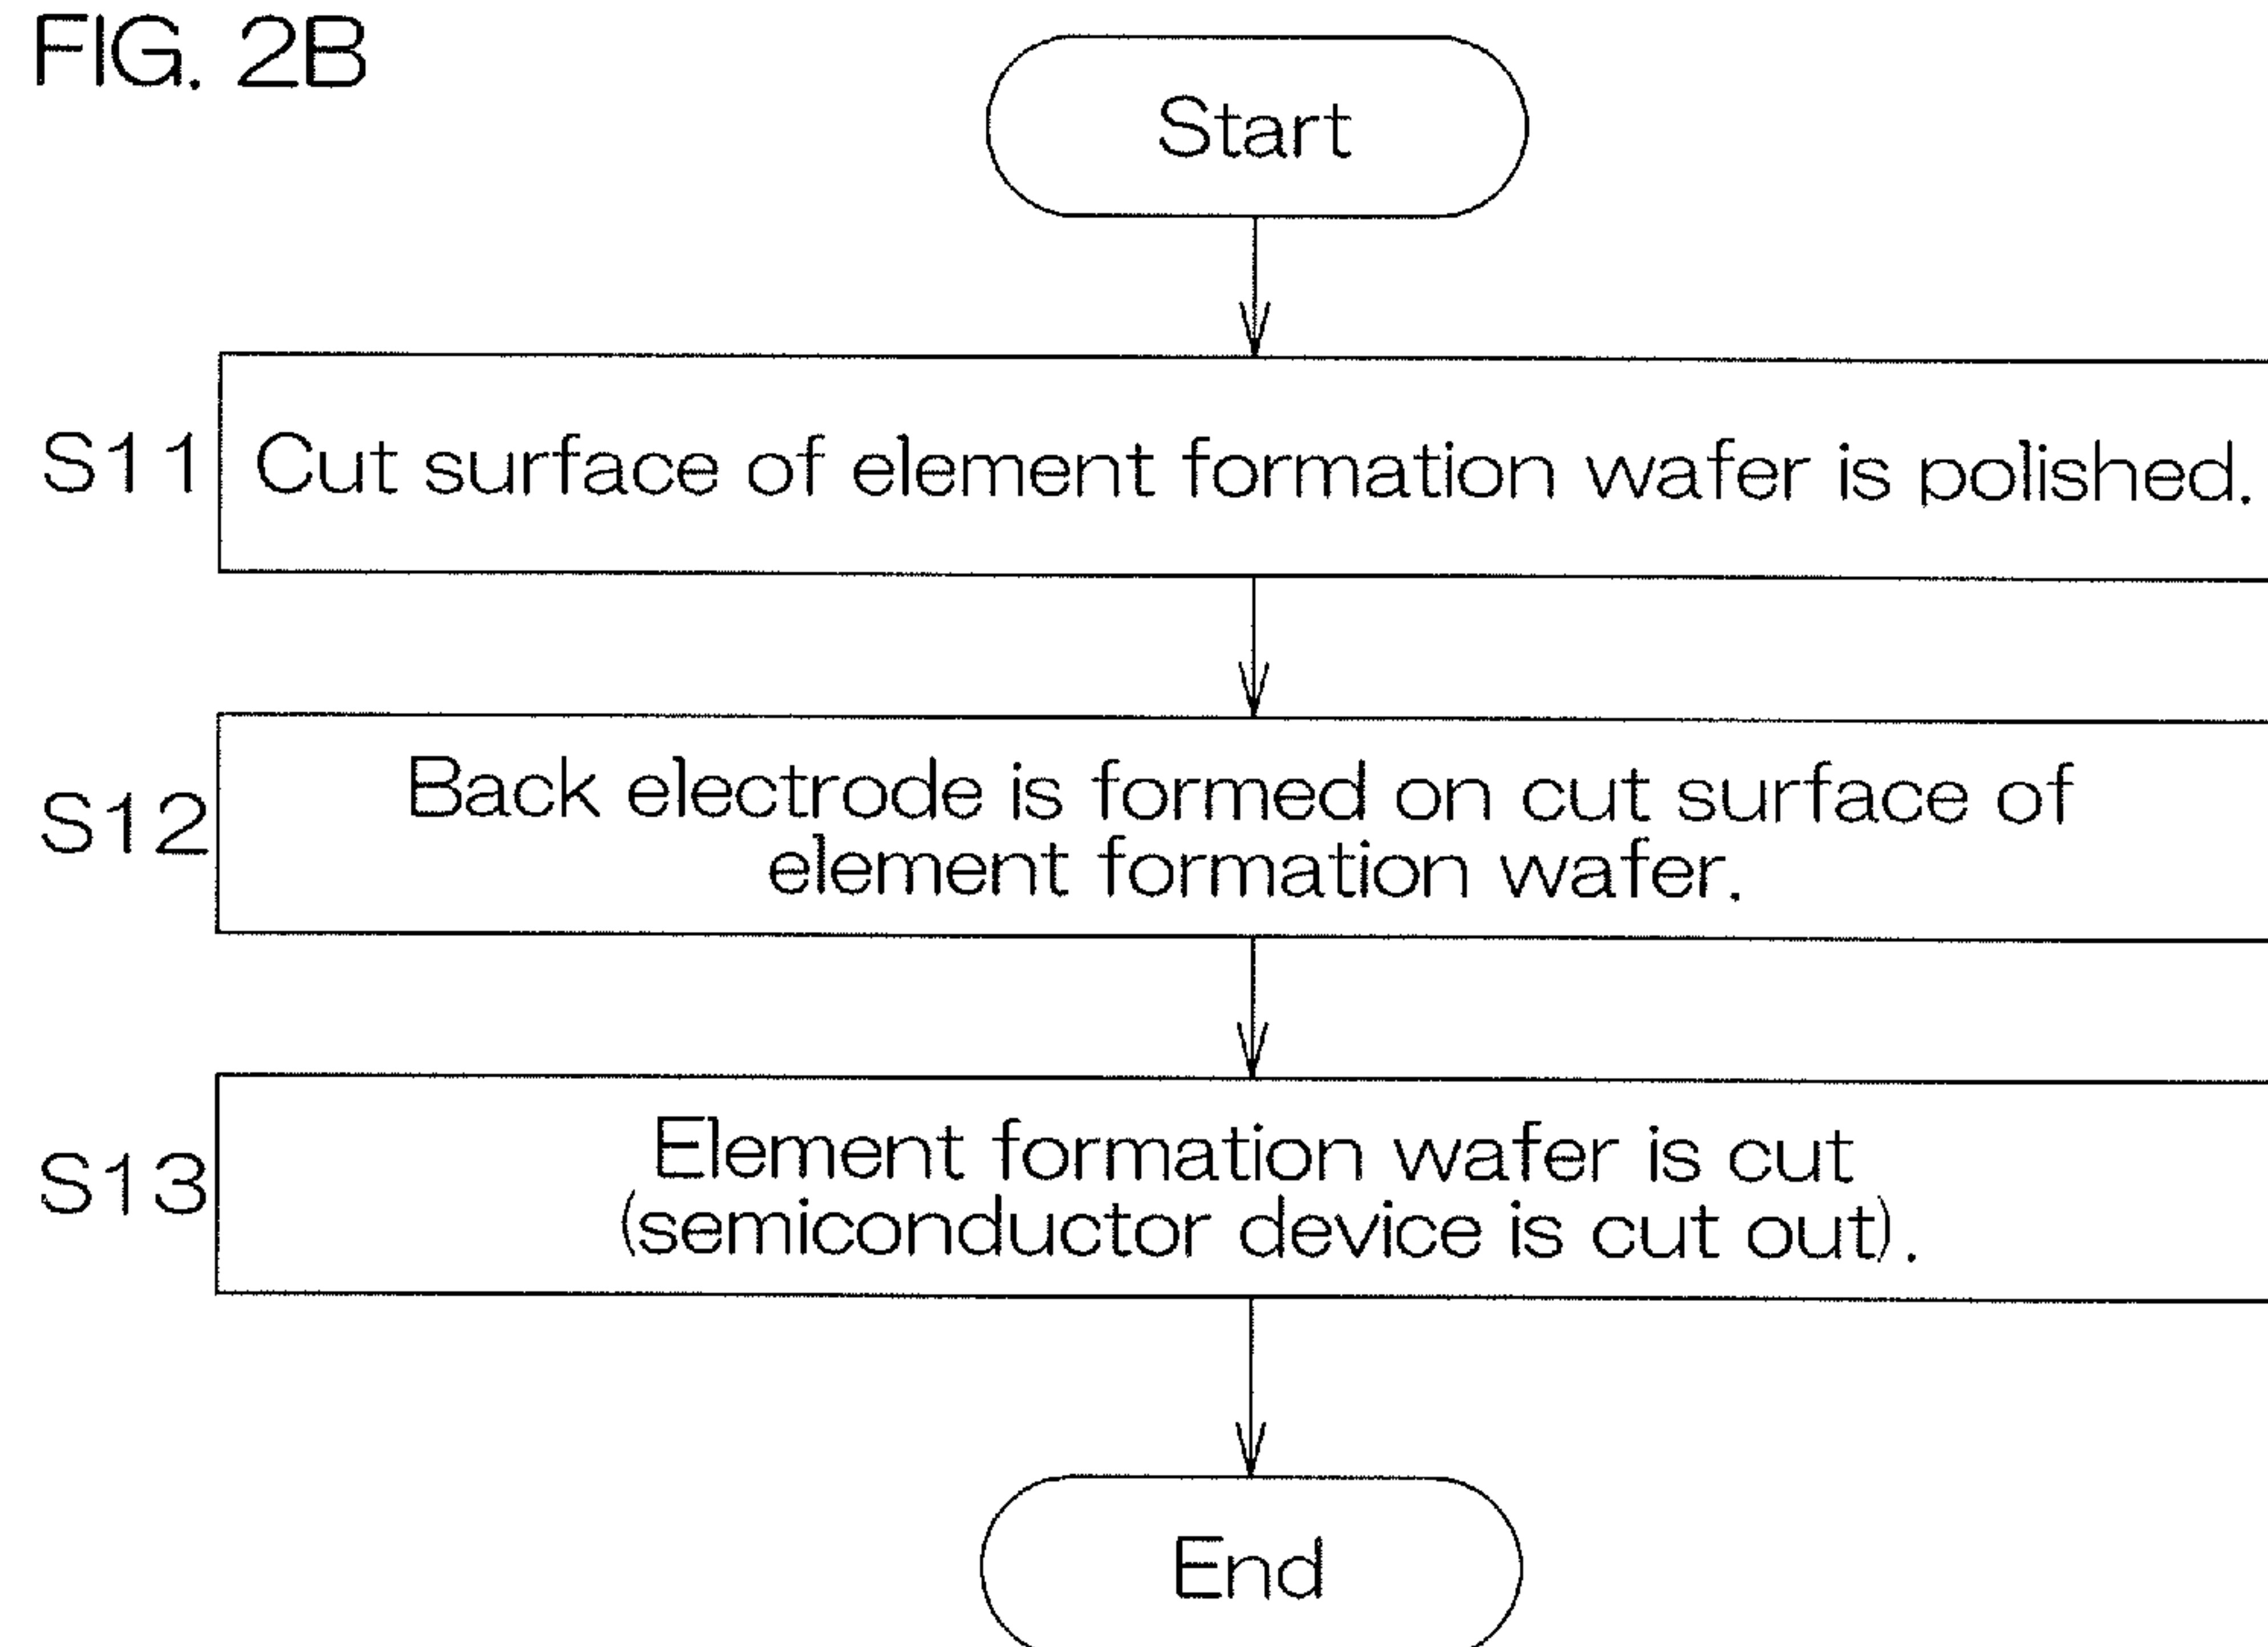 FIG. 2B
Start
S11 Cut surface of element formation wafer is polished.
S12 Back electrode is formed on cut surface of
element formation wafer.
S13 Element formation wafer is cut
(semiconductor device is cut out).
End